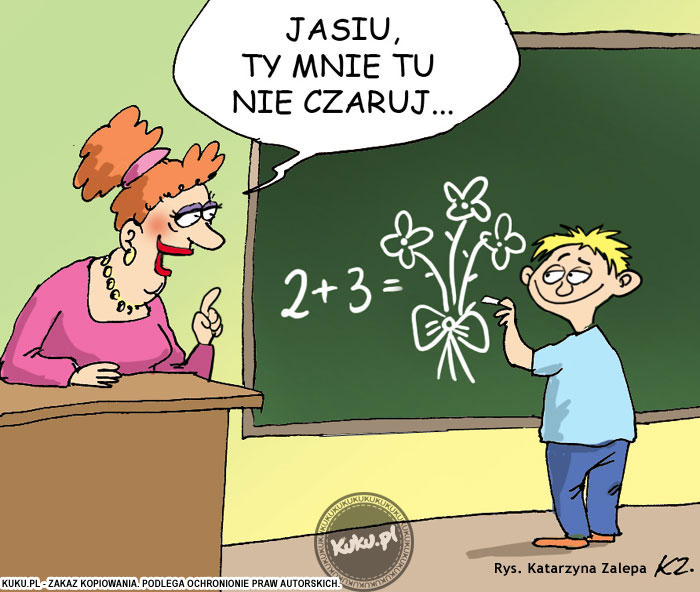 JASIU,
TY MNIE TU
NIE CZARUJ...
2+3=
KUKUKUKUKUKUKUKUKUKU
KuKu.pl
Rys. Katarzyna Zalepa KZ.
KUKU.PL - ZAKAZ KOPIOWANIA. PODLEGA OCHRONIONIE PRAW AUTORSKICH.